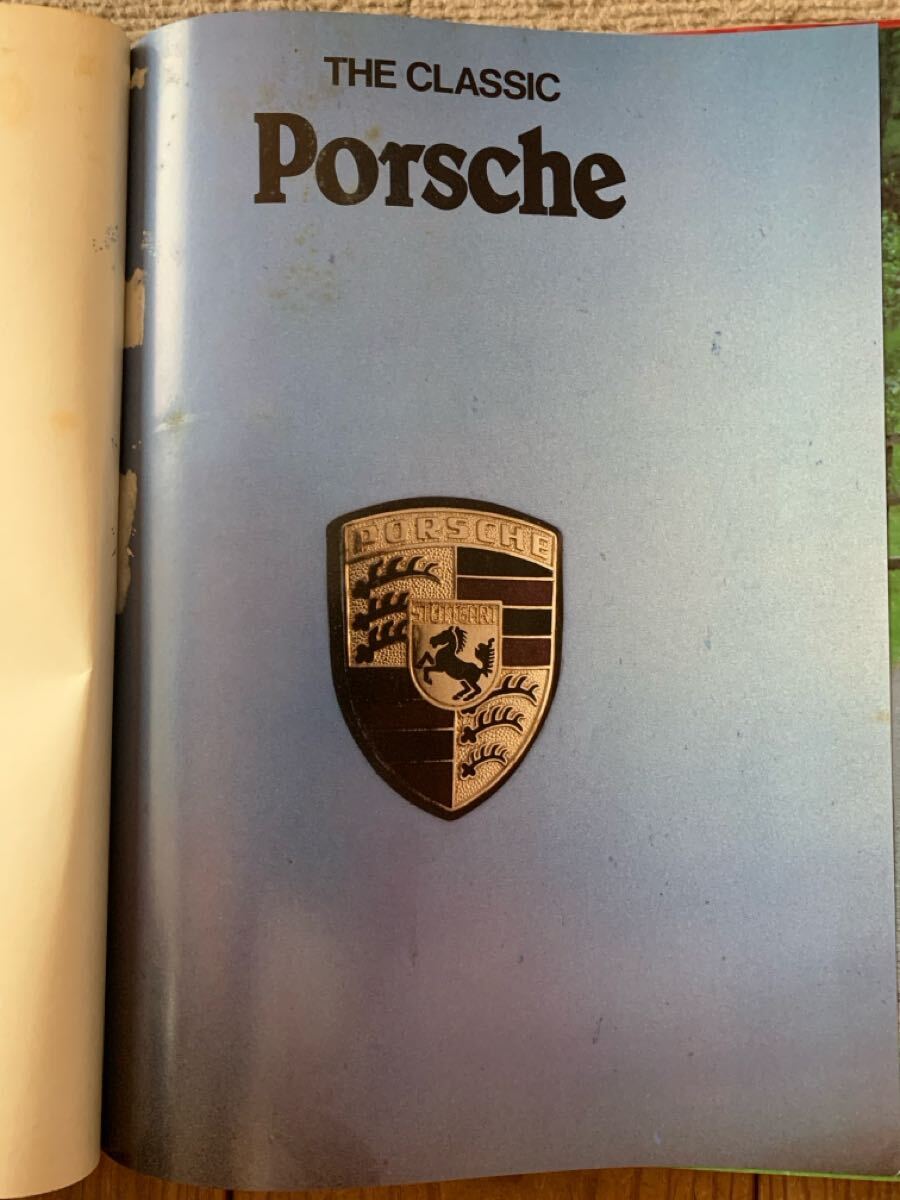 THE CLASSIC
Porsche
PORSCHE
STUTTGART